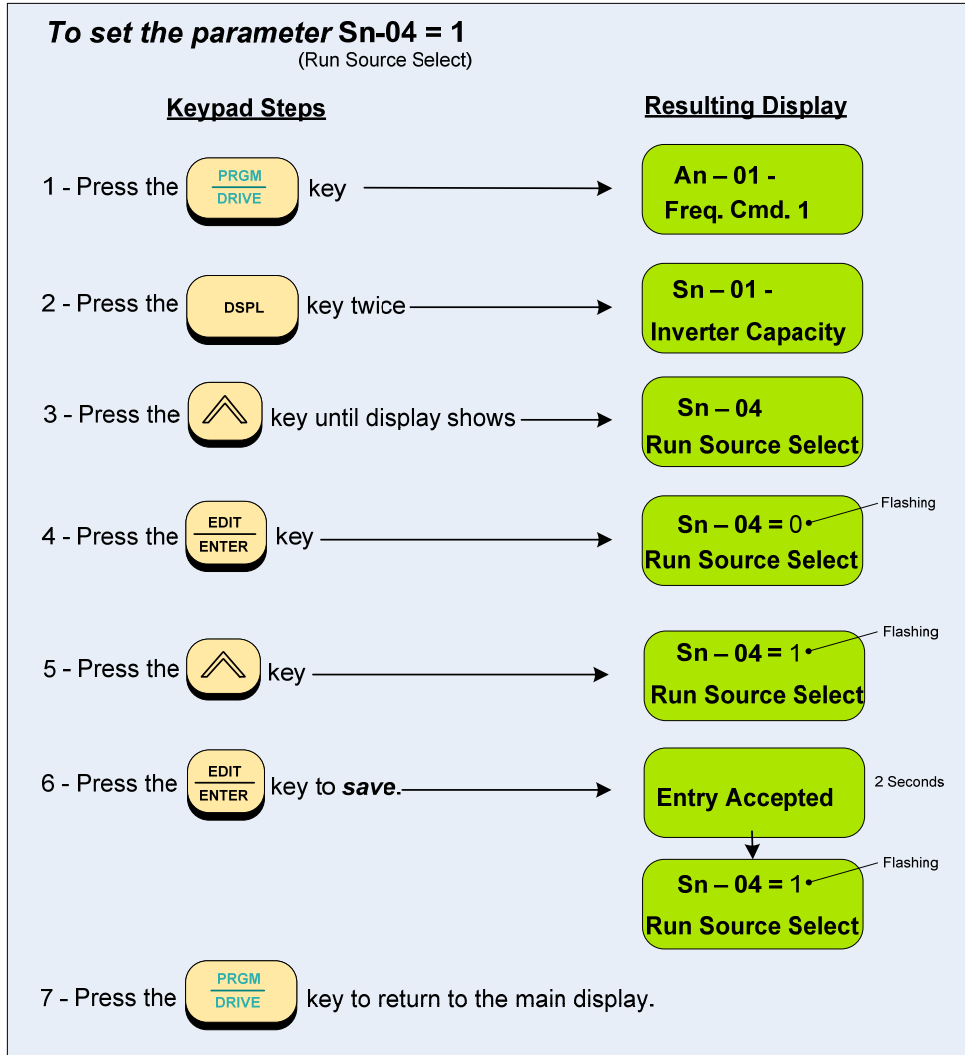 To set the parameter Sn-04 = 1
(Run Source Select)
Keypad Steps
Resulting Display
1 - Press the PRGM DRIVE key
An – 01 -
Freq. Cmd. 1
2 - Press the DSPL key twice
Sn – 01 -
Inverter Capacity
3 - Press the key until display shows
Sn – 04
Run Source Select
4 - Press the EDIT ENTER key
Sn – 04 = 0
Run Source Select
Flashing
5 - Press the key
Sn – 04 = 1
Run Source Select
Flashing
6 - Press the EDIT ENTER key to save.
Entry Accepted
2 Seconds
Sn – 04 = 1
Run Source Select
Flashing
7 - Press the PRGM DRIVE key to return to the main display.